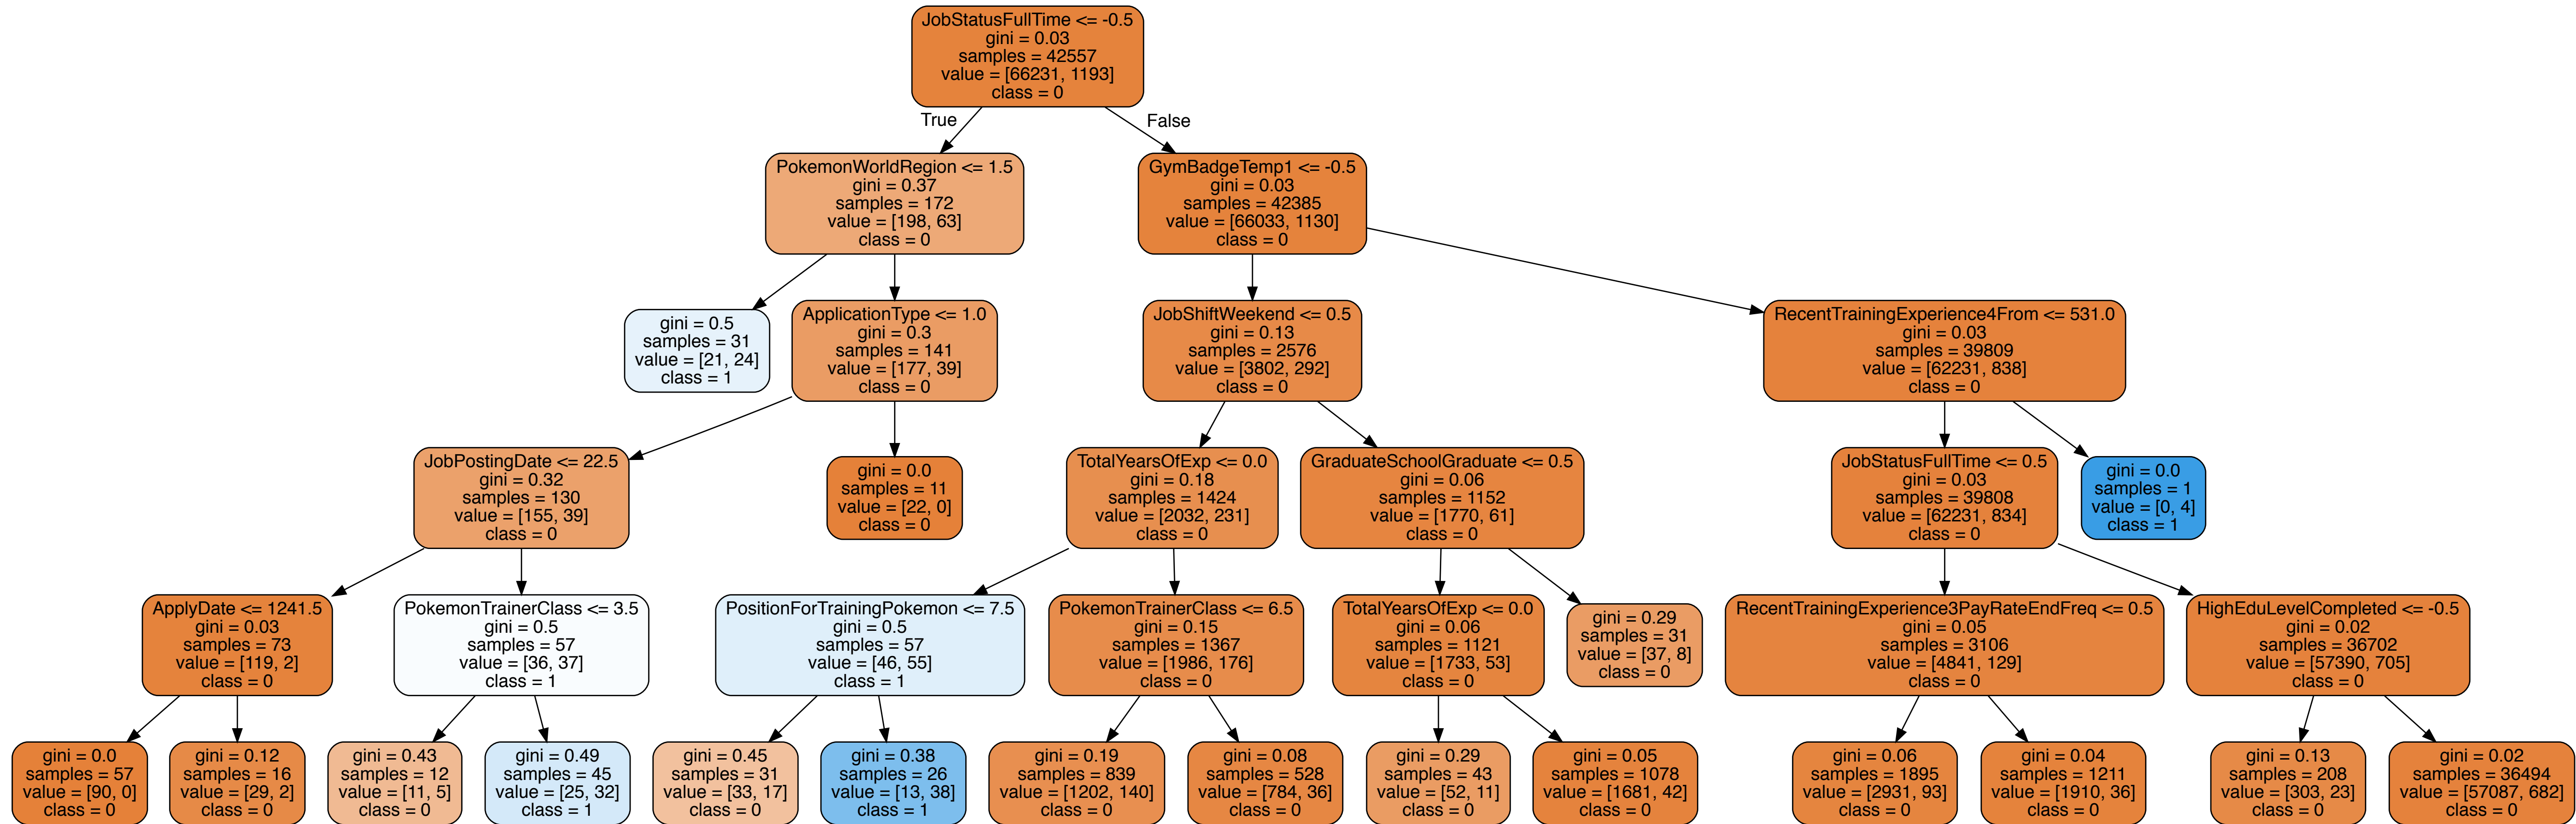 JobStatusFullTime <= -0.5
gini = 0.03
samples = 42557
value = [66231, 1193]
class = 0
True
False
PokemonWorldRegion <= 1.5
gini = 0.37
samples = 172
value = [198, 63]
class = 0
GymBadgeTemp1 <= -0.5
gini = 0.03
samples = 42385
value = [66033, 1130]
class = 0
gini = 0.5
samples = 31
value = [21, 24]
class = 1
ApplicationType <= 1.0
gini = 0.3
samples = 141
value = [177, 39]
class = 0
JobShiftWeekend <= 0.5
gini = 0.13
samples = 2576
value = [3802, 292]
class = 0
RecentTrainingExperience4From <= 531.0
gini = 0.03
samples = 39809
value = [62231, 838]
class = 0
JobPostingDate <= 22.5
gini = 0.32
samples = 130
value = [155, 39]
class = 0
gini = 0.0
samples = 11
value = [22, 0]
class = 0
TotalYearsOfExp <= 0.0
gini = 0.18
samples = 1424
value = [2032, 231]
class = 0
GraduateSchoolGraduate <= 0.5
gini = 0.06
samples = 1152
value = [1770, 61]
class = 0
JobStatusFullTime <= 0.5
gini = 0.03
samples = 39808
value = [62231, 834]
class = 0
gini = 0.0
samples = 1
value = [0, 4]
class = 1
ApplyDate <= 1241.5
gini = 0.03
samples = 73
value = [119, 2]
class = 0
PokemonTrainerClass <= 3.5
gini = 0.5
samples = 57
value = [36, 37]
class = 1
PositionForTrainingPokemon <= 7.5
gini = 0.5
samples = 57
value = [46, 55]
class = 1
PokemonTrainerClass <= 6.5
gini = 0.15
samples = 1367
value = [1986, 176]
class = 0
TotalYearsOfExp <= 0.0
gini = 0.06
samples = 1121
value = [1733, 53]
class = 0
gini = 0.29
samples = 31
value = [37, 8]
class = 0
RecentTrainingExperience3PayRateEndFreq <= 0.5
gini = 0.05
samples = 3106
value = [4841, 129]
class = 0
HighEduLevelCompleted <= -0.5
gini = 0.02
samples = 36702
value = [57390, 705]
class = 0
gini = 0.0
samples = 57
value = [90, 0]
class = 0
gini = 0.12
samples = 16
value = [29, 2]
class = 0
gini = 0.43
samples = 12
value = [11, 5]
class = 0
gini = 0.49
samples = 45
value = [25, 32]
class = 1
gini = 0.45
samples = 31
value = [33, 17]
class = 0
gini = 0.38
samples = 26
value = [13, 38]
class = 1
gini = 0.19
samples = 839
value = [1202, 140]
class = 0
gini = 0.08
samples = 528
value = [784, 36]
class = 0
gini = 0.29
samples = 43
value = [52, 11]
class = 0
gini = 0.05
samples = 1078
value = [1681, 42]
class = 0
gini = 0.06
samples = 1895
value = [2931, 93]
class = 0
gini = 0.04
samples = 1211
value = [1910, 36]
class = 0
gini = 0.13
samples = 208
value = [303, 23]
class = 0
gini = 0.02
samples = 36494
value = [57087, 682]
class = 0